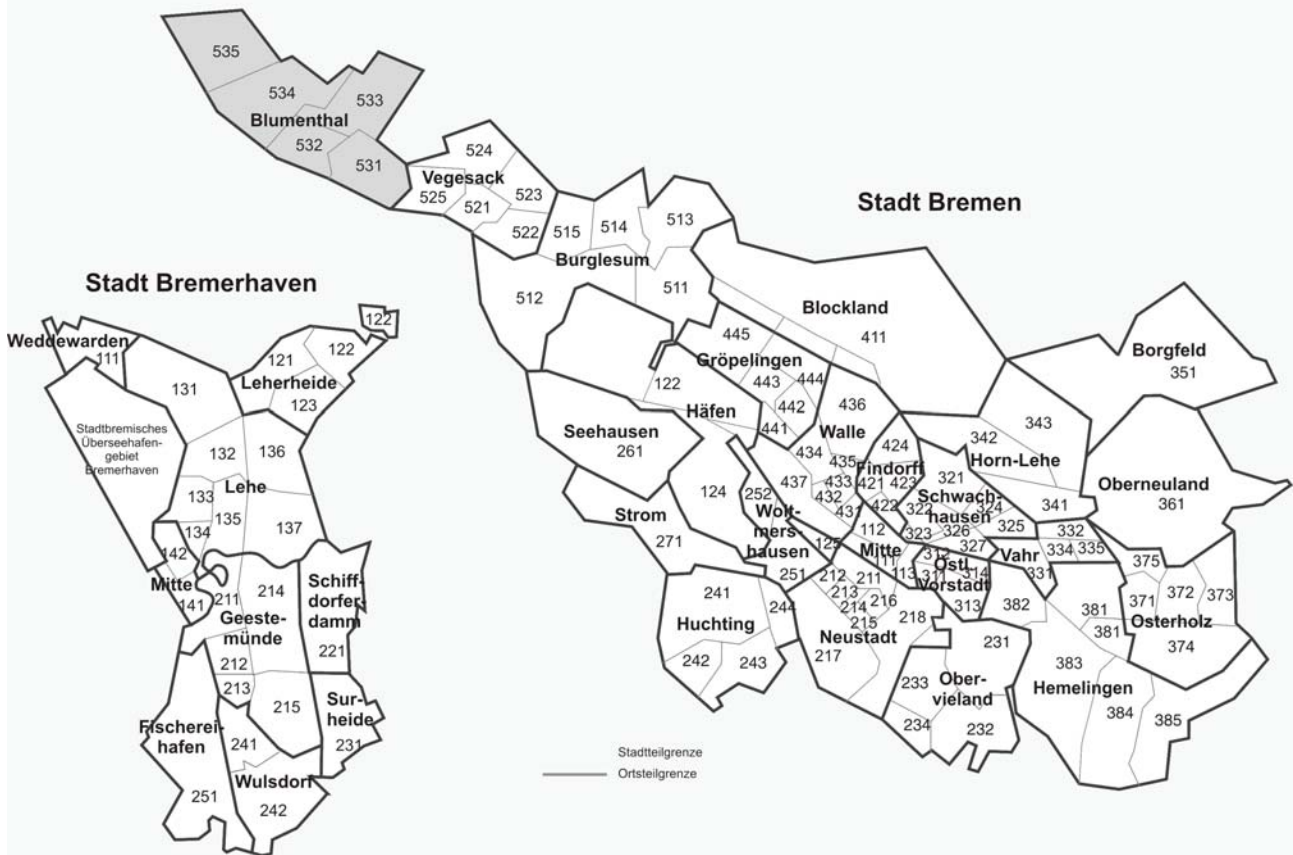 535
534
533
Blumenthal
532
531
524
Vegesack
525
521
523
522
515
514
513
Burglesum
512
511
Stadt Bremen
Stadt Bremerhaven
Weddewarden
111
122
121
122
Leherheide
123
131
Stadtbremisches
Überseehafen-
gebiet
Bremerhaven
132
136
Lehe
133
135
134
137
142
Mitte
141
211
214
Geeste-
münde
Schiff-
dorfer-
damm
221
212
213
215
Sur-
heide
231
Fischerei-
hafen
251
241
Wulsdorf
242
Blockland
411
445
Gröpelingen
443
444
442
441
122
Häfen
Seehausen
261
Strom
271
124
252
Wolt-
mers-
hausen
125
251
436
Walle
434
435
437
433
432
431
424
Findorff
421
423
422
Borgfeld
351
343
342
Horn-Lehe
341
Oberneuland
361
321
Schwach-
hausen
322
324
323
326
325
327
112
Mitte
111
113
312
Östl.
Vorstadt
311
314
313
332
Vahr
334
335
331
375
371
372
373
Osterholz
374
382
381
381
383
Hemelingen
384
385
241
244
Huchting
242
243
212
211
213
214
216
215
218
Neustadt
217
231
233
Ober-
vieland
234
232
Stadtteilgrenze
Ortsteilgrenze